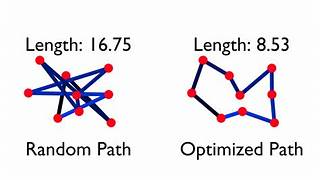 Length: 16.75
Length: 8.53
Random Path
Optimized Path